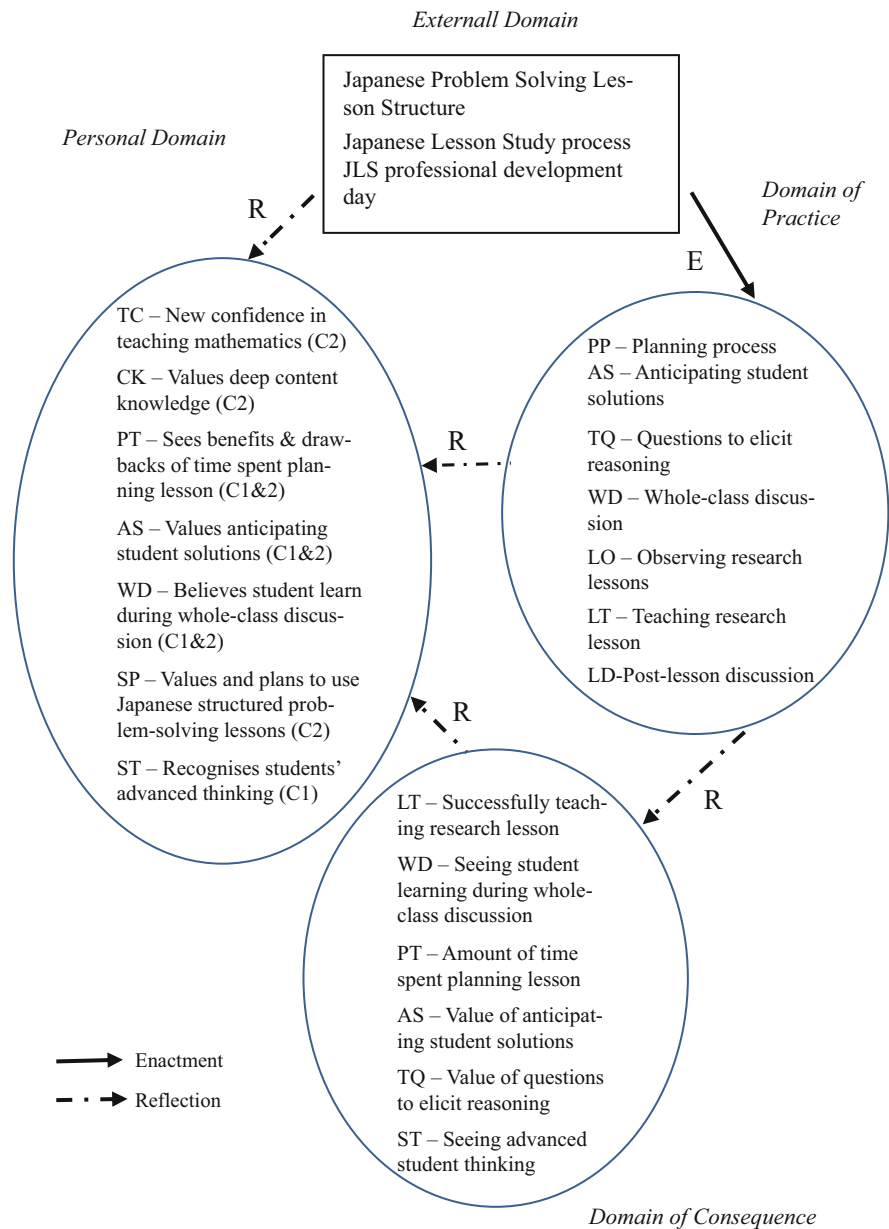 Externall Domain
Japanese Problem Solving Les-
son Structure
Japanese Lesson Study process
JLS professional development
day
Personal Domain
Domain of
Practice
R
E
TC – New confidence in
teaching mathematics (C2)
CK – Values deep content
knowledge (C2)
PT – Sees benefits & draw-
backs of time spent plan-
ning lesson (C1&2)
AS – Values anticipating
student solutions (C1&2)
WD – Believes student learn
during whole-class discus-
sion (C1&2)
SP – Values and plans to use
Japanese structured prob-
lem-solving lessons (C2)
ST – Recognises students’
advanced thinking (C1)
R
PP – Planning process
AS – Anticipating student
solutions
TQ – Questions to elicit
reasoning
WD – Whole-class discus-
sion
LO – Observing research
lessons
LT – Teaching research
lesson
LD-Post-lesson discussion
R
R
LT – Successfully teach-
ing research lesson
WD – Seeing student
learning during whole-
class discussion
PT – Amount of time
spent planning lesson
AS – Value of anticipat-
ing student solutions
TQ – Value of questions
to elicit reasoning
ST – Seeing advanced
student thinking
Enactment
Reflection
Domain of Consequence